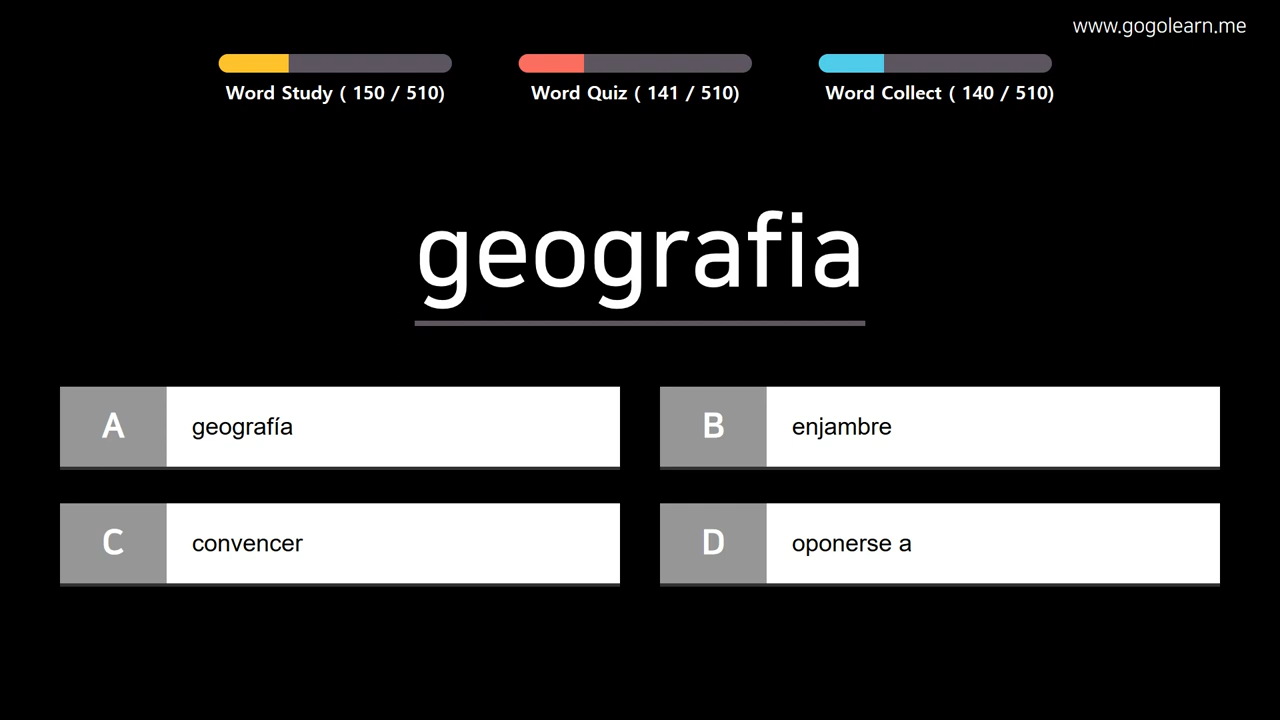 www.gogolearn.me
Word Study ( 150 / 510)
Word Quiz ( 141 / 510)
Word Collect ( 140 / 510)
geografia
A geografía
B enjambre
C convencer
D oponerse a